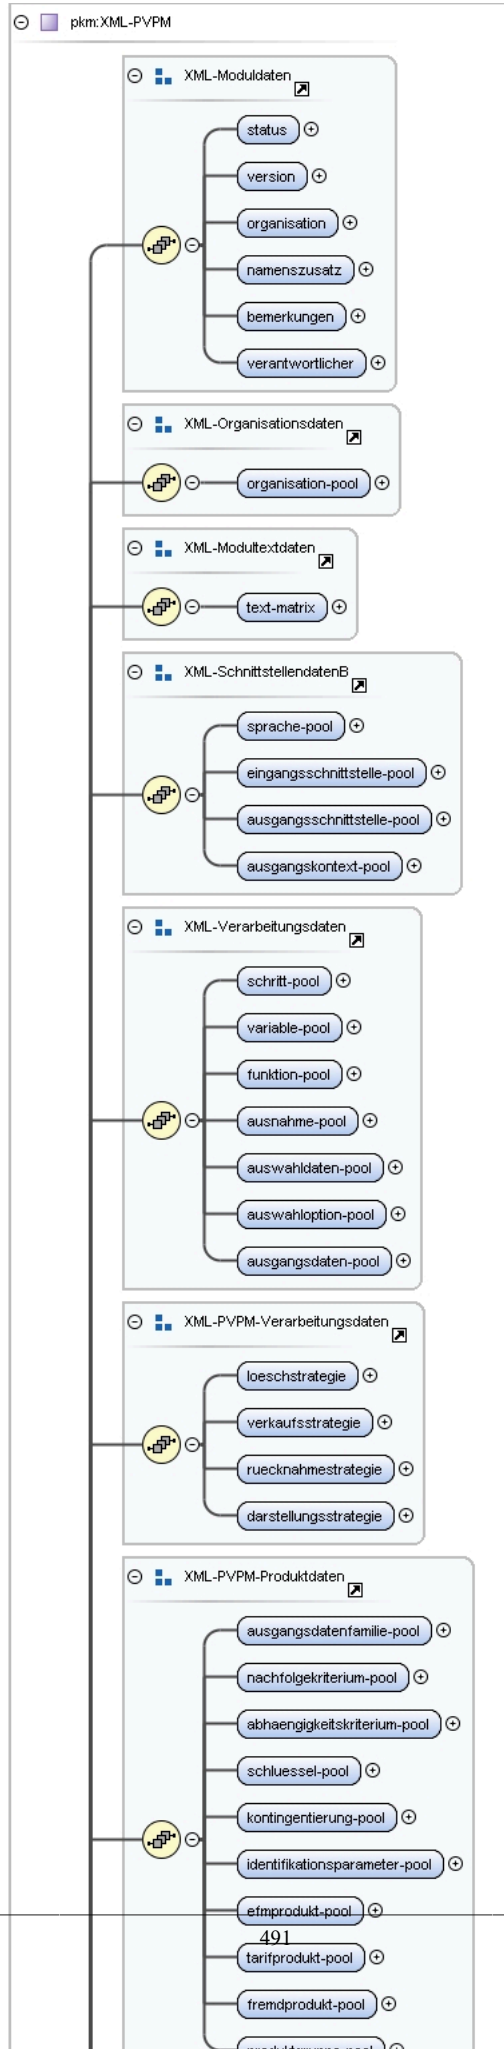 pkm:XML-PVPM
XML-Moduldaten
status
version
organisation
namenszusatz
bemerkungen
verantwortlicher
XML-Organisationsdaten
organisation-pool
XML-Modultextdaten
text-matrix
XML-SchnittstellendatenB
sprache-pool
eingangsschnittstelle-pool
ausgangsschnittstelle-pool
ausgangskontext-pool
XML-Verarbeitungsdaten
schritt-pool
variable-pool
funktion-pool
ausnahme-pool
auswahldaten-pool
auswahloption-pool
ausgangsdaten-pool
XML-PVPM-Verarbeitungsdaten
loeschstrategie
verkaufsstrategie
ruecknahmestrategie
darstellungsstrategie
XML-PVPM-Produktdaten
ausgangsdatenfamilie-pool
nachfolgekriterium-pool
abhaengigkeitskriterium-pool
schluessel-pool
kontingentierung-pool
identifikationsparameter-pool
efmprodukt-pool
491
tarifprodukt-pool
fremdprodukt-pool